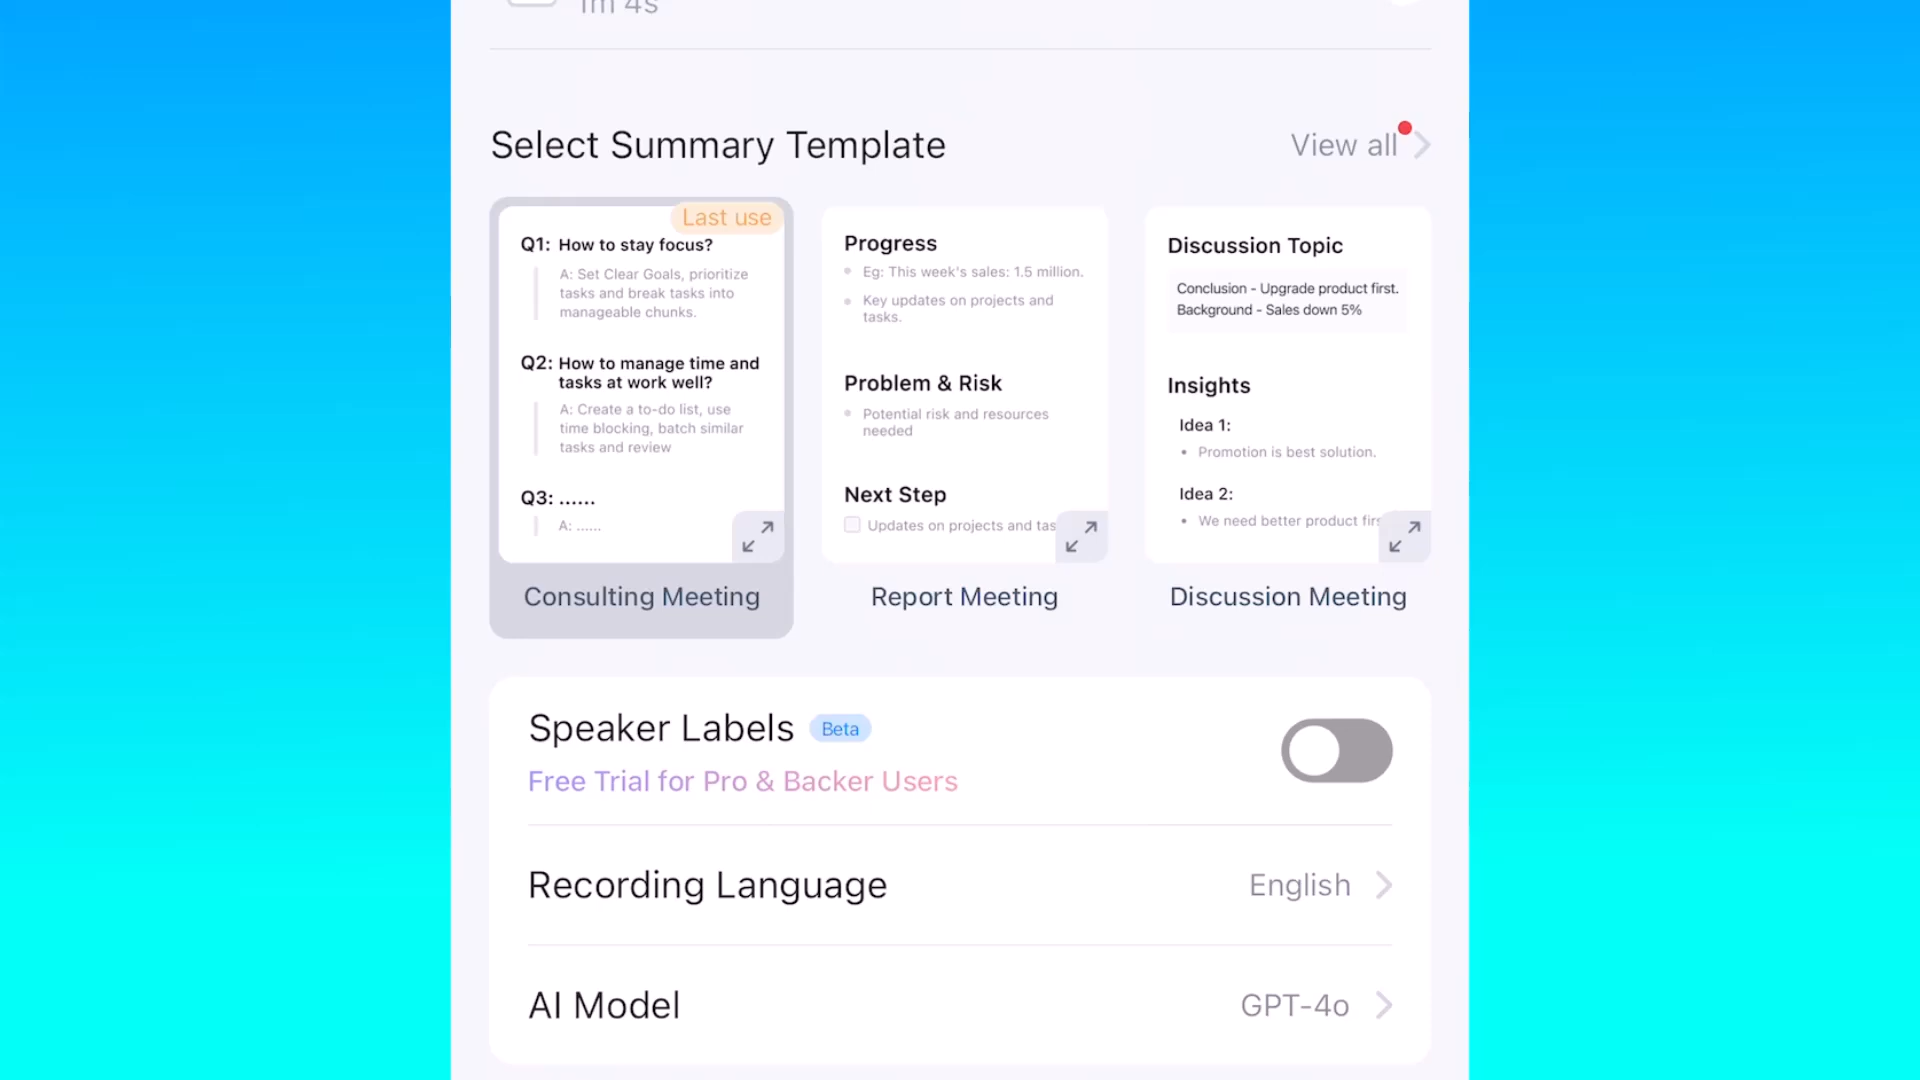 1m 4s
Select Summary Template
View all
Last use
Q1: How to stay focus?
A: Set Clear Goals, prioritize
tasks and break tasks into
manageable chunks.
Q2: How to manage time and
tasks at work well?
A: Create a to-do list, use
time blocking, batch similar
tasks and review
Q3: ......
A: ......
Consulting Meeting
Progress
Eg: This week's sales: 1.5 million.
Key updates on projects and
tasks.
Problem & Risk
Potential risk and resources
needed
Next Step
Updates on projects and tas
Report Meeting
Discussion Topic
Conclusion - Upgrade product first.
Background - Sales down 5%
Insights
Idea 1:
• Promotion is best solution.
Idea 2:
• We need better product firs
Discussion Meeting
Speaker Labels Beta
Free Trial for Pro & Backer Users
Recording Language
English
AI Model
GPT-4o